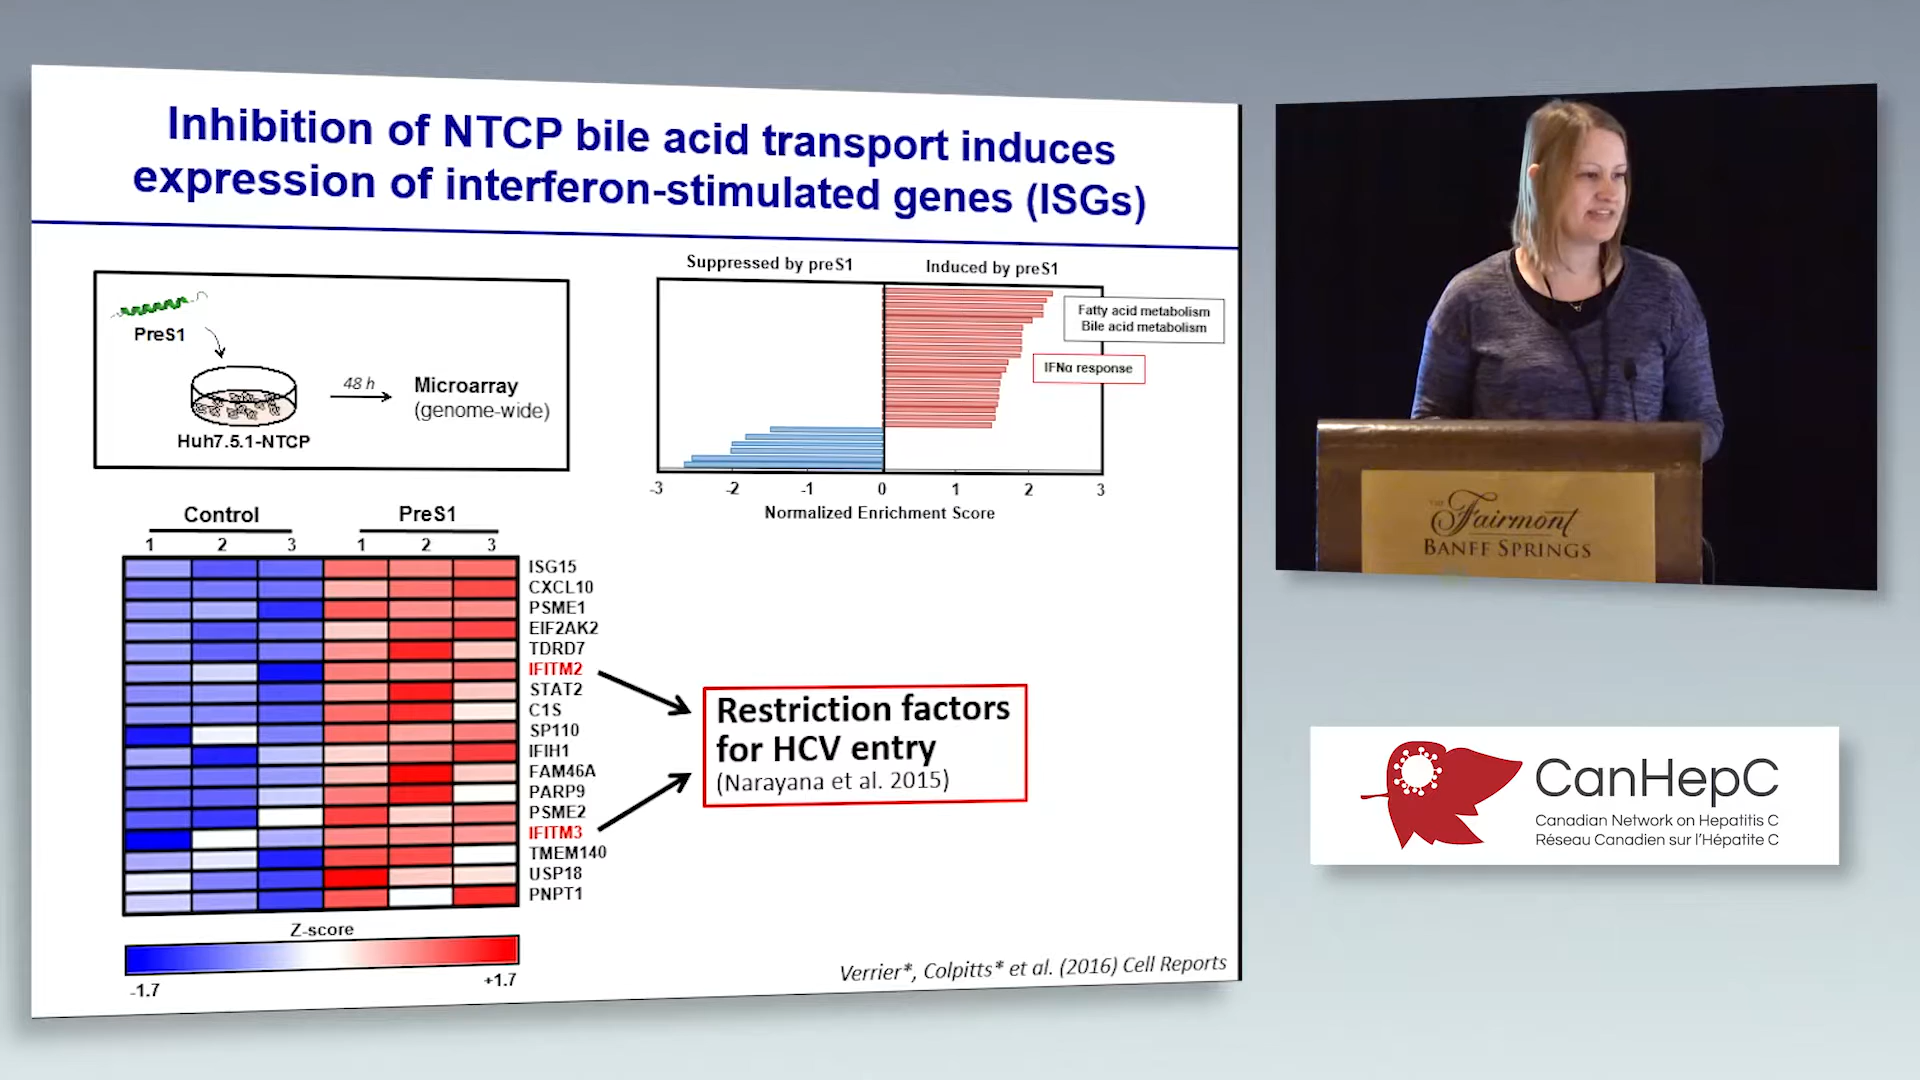 Inhibition of NTCP bile acid transport induces
expression of interferon-stimulated genes (ISGs)
PreS1
48 h
Microarray
(genome-wide)
Huh7.5.1-NTCP
Suppressed by preS1
Induced by preS1
Fatty acid metabolism
Bile acid metabolism
IFNα response
-3 -2 -1 0 1 2 3
Normalized Enrichment Score
Control PreS1
1 2 3 1 2 3
ISG15
CXCL10
PSME1
EIF2AK2
TDRD7
IFITM2
STAT2
C1S
SP110
IFIH1
FAM46A
PARP9
PSME2
IFITM3
TMEM140
USP18
PNPT1
Restriction factors
for HCV entry
(Narayana et al. 2015)
Z-score
-1.7 +1.7
Verrier*, Colpitts* et al. (2016) Cell Reports
THE
Fairmont
BANFF SPRINGS
CanHepC
Canadian Network on Hepatitis C
Réseau Canadien sur l'Hépatite C